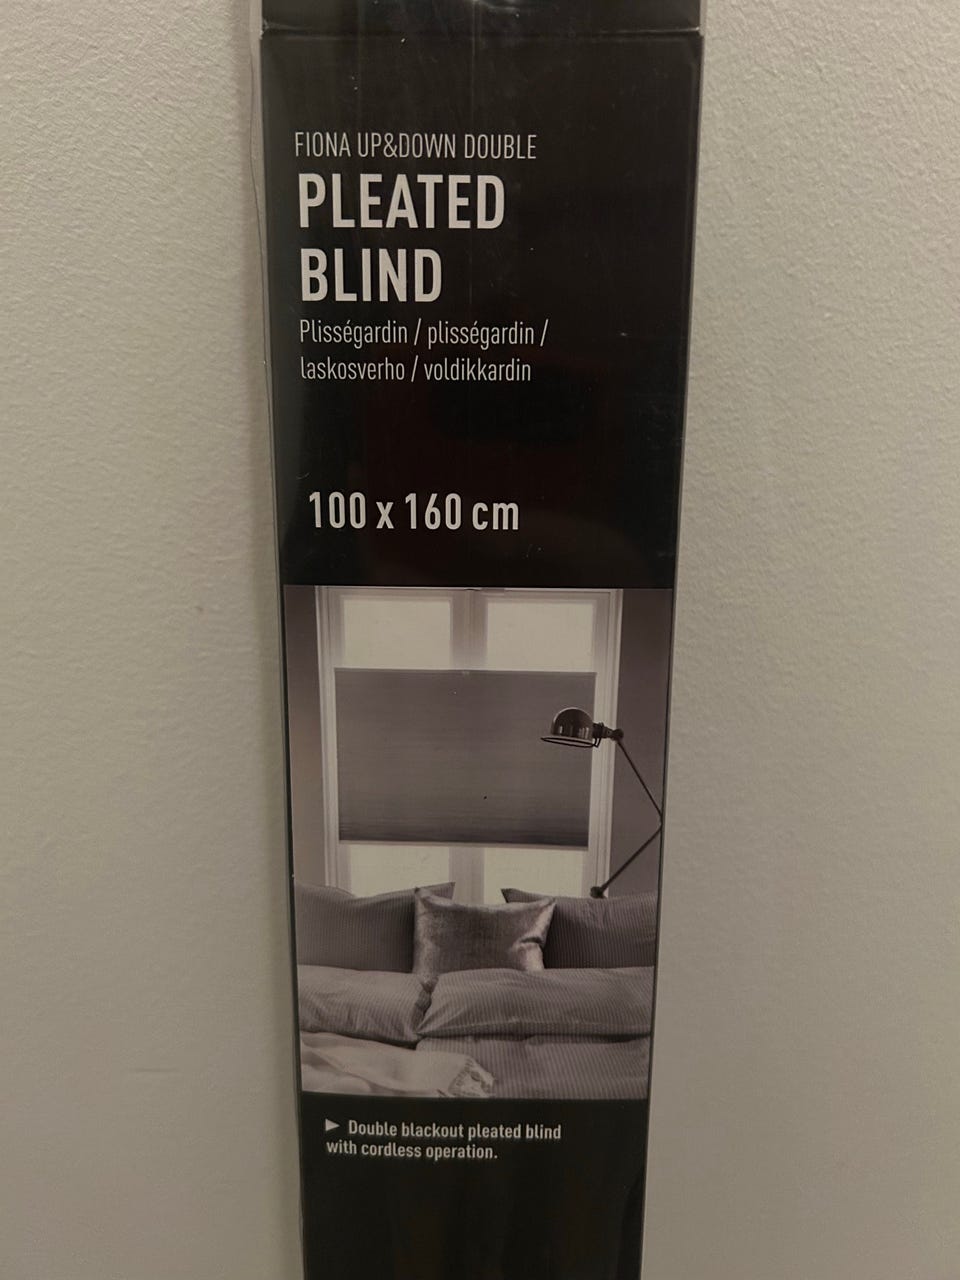 FIONA UP&DOWN DOUBLE
PLEATED
BLIND
Plisségardin / plisségardin /
laskosverho / voldikkardin
100 x 160 cm
► Double blackout pleated blind
with cordless operation.